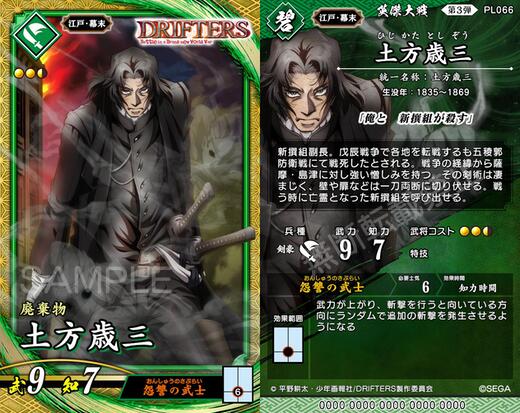 江戸・幕末
DRIFTERS
Battle in a Brand-new World War
SAMPLE
廃棄物
土方歳三
武9 知7
おんしゅうのさぶらい
怨讐の武士
6
碧
江戸・幕末
英傑大戦
第3弾
PL066
ひじ かた とし ぞう
土方歳三
統一名称：土方歳三
生没年：1835〜1869
「俺と 新撰組が殺す」
新撰組副長。戊辰戦争で各地を転戦するも五稜郭
防衛戦にて戦死したとされる。戦争の経緯から薩
摩・島津に対し強い憎しみを持つ。その剣術は凄
まじく、壁や扉などは一刀両断に切り伏せる。戦
う時に亡霊となった新撰組を呼び出せる。
兵種 武力 知力 武将コスト
剣豪 9 7 特技
おんしゅうのさぶらい
怨讐の武士
必要士気 効果時間
6 知力時間
効果範囲
武力が上がり、斬撃を行うと向いている方
向にランダムで追加の斬撃を発生させるよ
うになる
© 平野耕太・少年画報社/DRIFTERS製作委員会 ©SEGA
0000 0000 0000 0000 0000